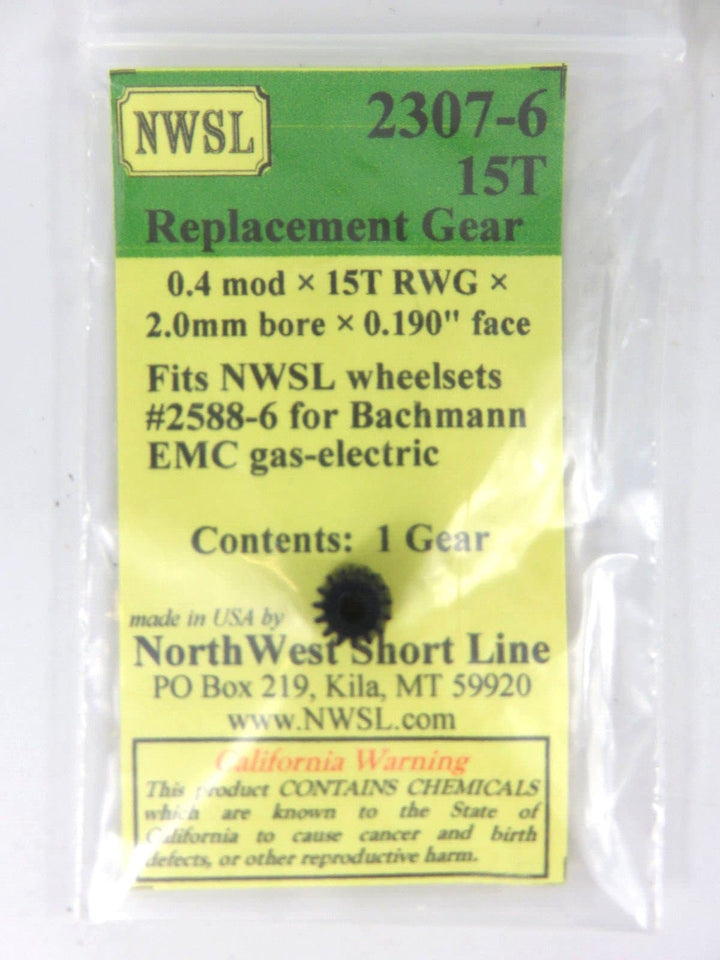 NWSL
2307-6
15T
Replacement Gear
0.4 mod × 15T RWG ×
2.0mm bore × 0.190" face
Fits NWSL wheelsets
#2588-6 for Bachmann
EMC gas-electric
Contents: 1 Gear
made in USA by
NorthWest Short Line
PO Box 219, Kila, MT 59920
www.NWSL.com
California Warning
This product CONTAINS CHEMICALS
which are known to the State of
California to cause cancer and birth
defects, or other reproductive harm.